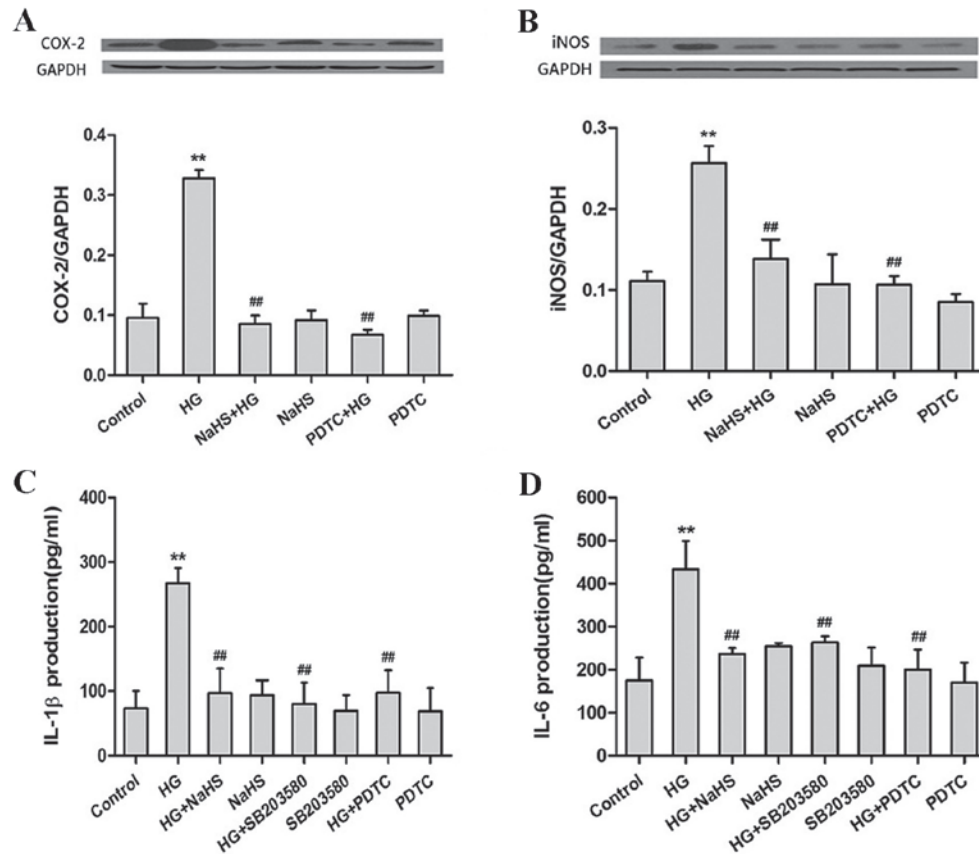 A
COX-2
GAPDH
COX-2/GAPDH
0.4
0.3
0.2
0.1
0.0
**
##
##
Control
HG
NaHS+HG
NaHS
PDTC+HG
PDTC
B
iNOS
GAPDH
iNOS/GAPDH
0.3
0.2
0.1
0.0
**
##
##
Control
HG
NaHS+HG
NaHS
PDTC+HG
PDTC
C
IL-1β production(pg/ml)
400
300
200
100
0
**
##
##
##
Control
HG
HG+NaHS
NaHS
HG+SB203580
SB203580
HG+PDTC
PDTC
D
IL-6 production(pg/ml)
600
500
400
300
200
100
0
**
##
##
##
Control
HG
HG+NaHS
NaHS
HG+SB203580
SB203580
HG+PDTC
PDTC